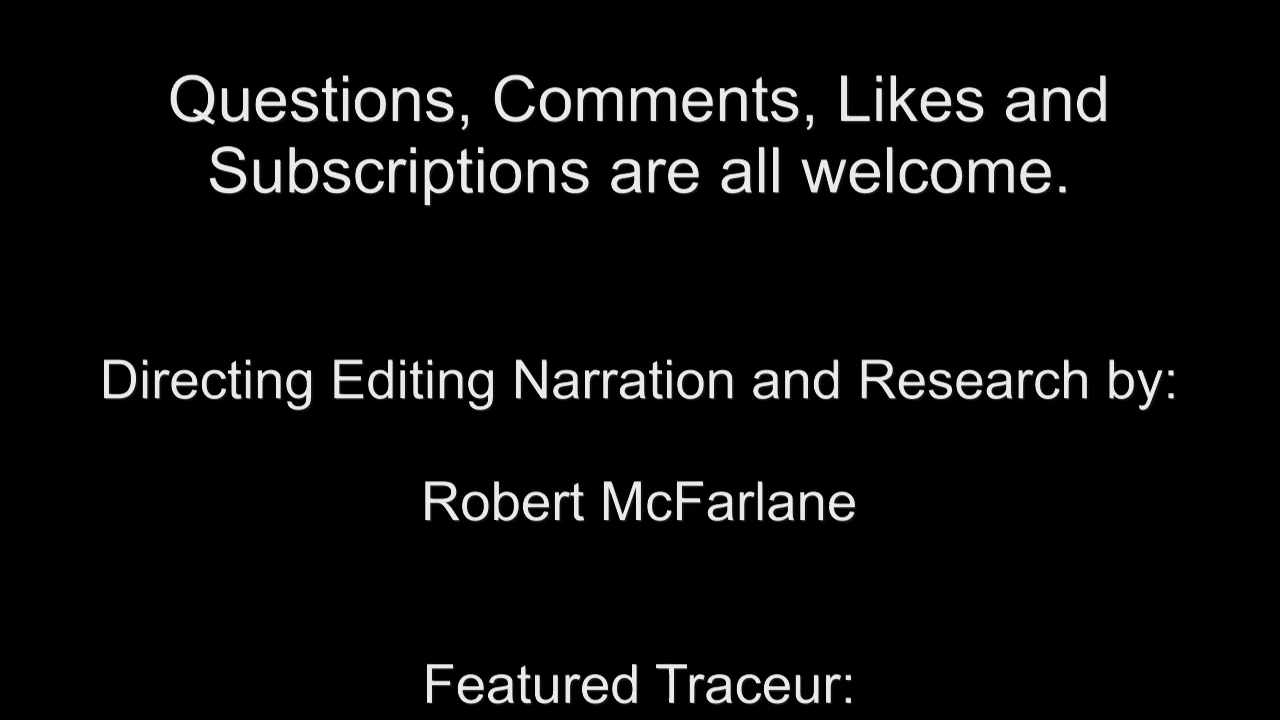 Questions, Comments, Likes and
Subscriptions are all welcome.
Directing Editing Narration and Research by:
Robert McFarlane
Featured Traceur: